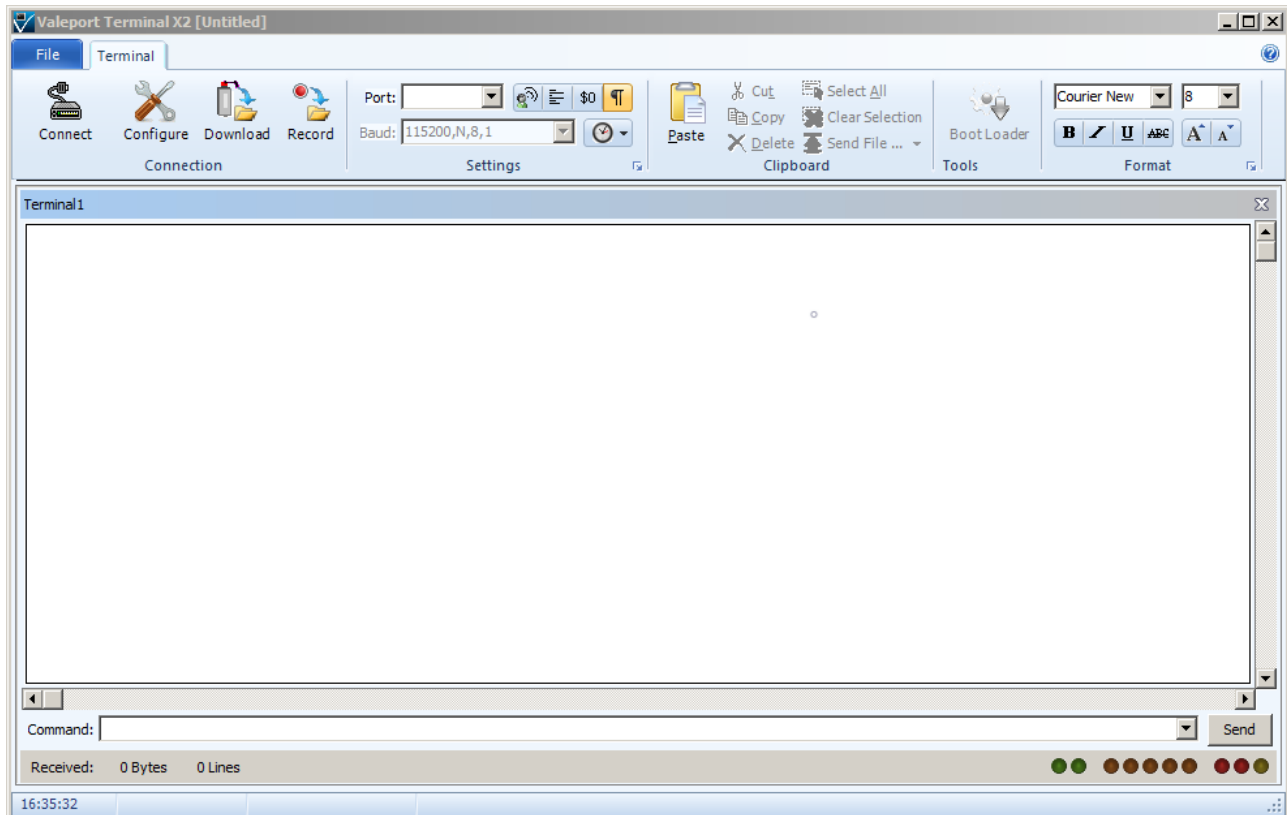 Valeport Terminal X2 [Untitled]
File Terminal
Connect Configure Download Record
Connection
Port:
$0 ¶
Baud: 115200,N,8,1
Settings
Paste
Cut Select All
Copy Clear Selection
Delete Send File ...
Clipboard
Boot Loader
Tools
Courier New 8
B I U ABC A A
Format
Terminal1
Command: Send
Received: 0 Bytes 0 Lines
16:35:32